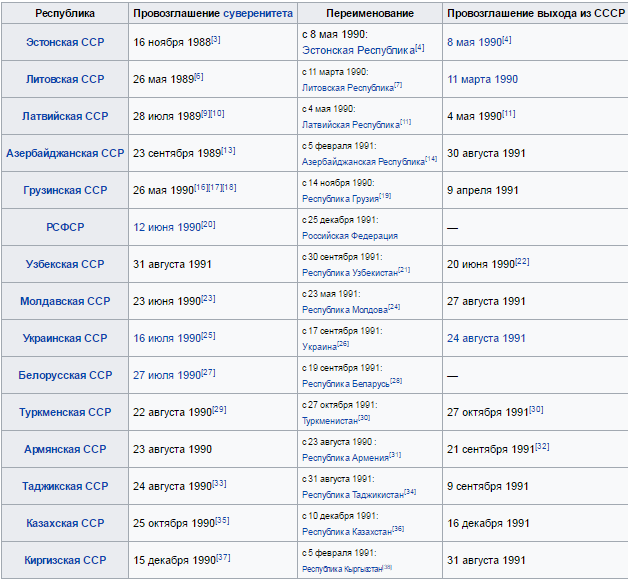 Республика Провозглашение суверенитета Переименование Провозглашение выхода из СССР
Эстонская ССР 16 ноября 1988[3] с 8 мая 1990: Эстонская Республика[4] 8 мая 1990[4]
Литовская ССР 26 мая 1989[6] с 11 марта 1990: Литовская Республика[7] 11 марта 1990
Латвийская ССР 28 июля 1989[9][10] с 4 мая 1990: Латвийская Республика[11] 4 мая 1990[11]
Азербайджанская ССР 23 сентября 1989[13] с 5 февраля 1991: Азербайджанская Республика[14] 30 августа 1991
Грузинская ССР 26 мая 1990[16][17][18] с 14 ноября 1990: Республика Грузия[19] 9 апреля 1991
РСФСР 12 июня 1990[20] с 25 декабря 1991: Российская Федерация —
Узбекская ССР 31 августа 1991 с 30 сентября 1991: Республика Узбекистан[21] 20 июня 1990[22]
Молдавская ССР 23 июня 1990[23] с 23 мая 1991: Республика Молдова[24] 27 августа 1991
Украинская ССР 16 июля 1990[25] с 17 сентября 1991: Украина[26] 24 августа 1991
Белорусская ССР 27 июля 1990[27] с 19 сентября 1991: Республика Беларусь[28] —
Туркменская ССР 22 августа 1990[29] с 27 октября 1991: Туркменистан[30] 27 октября 1991[30]
Армянская ССР 23 августа 1990 с 23 августа 1990 : Республика Армения[31] 21 сентября 1991[32]
Таджикская ССР 24 августа 1990[33] с 31 августа 1991: Республика Таджикистан[34] 9 сентября 1991
Казахская ССР 25 октября 1990[35] с 10 декабря 1991: Республика Казахстан[36] 16 декабря 1991
Киргизская ССР 15 декабря 1990[37] с 5 февраля 1991: Республика Кыргызстан[38] 31 августа 1991